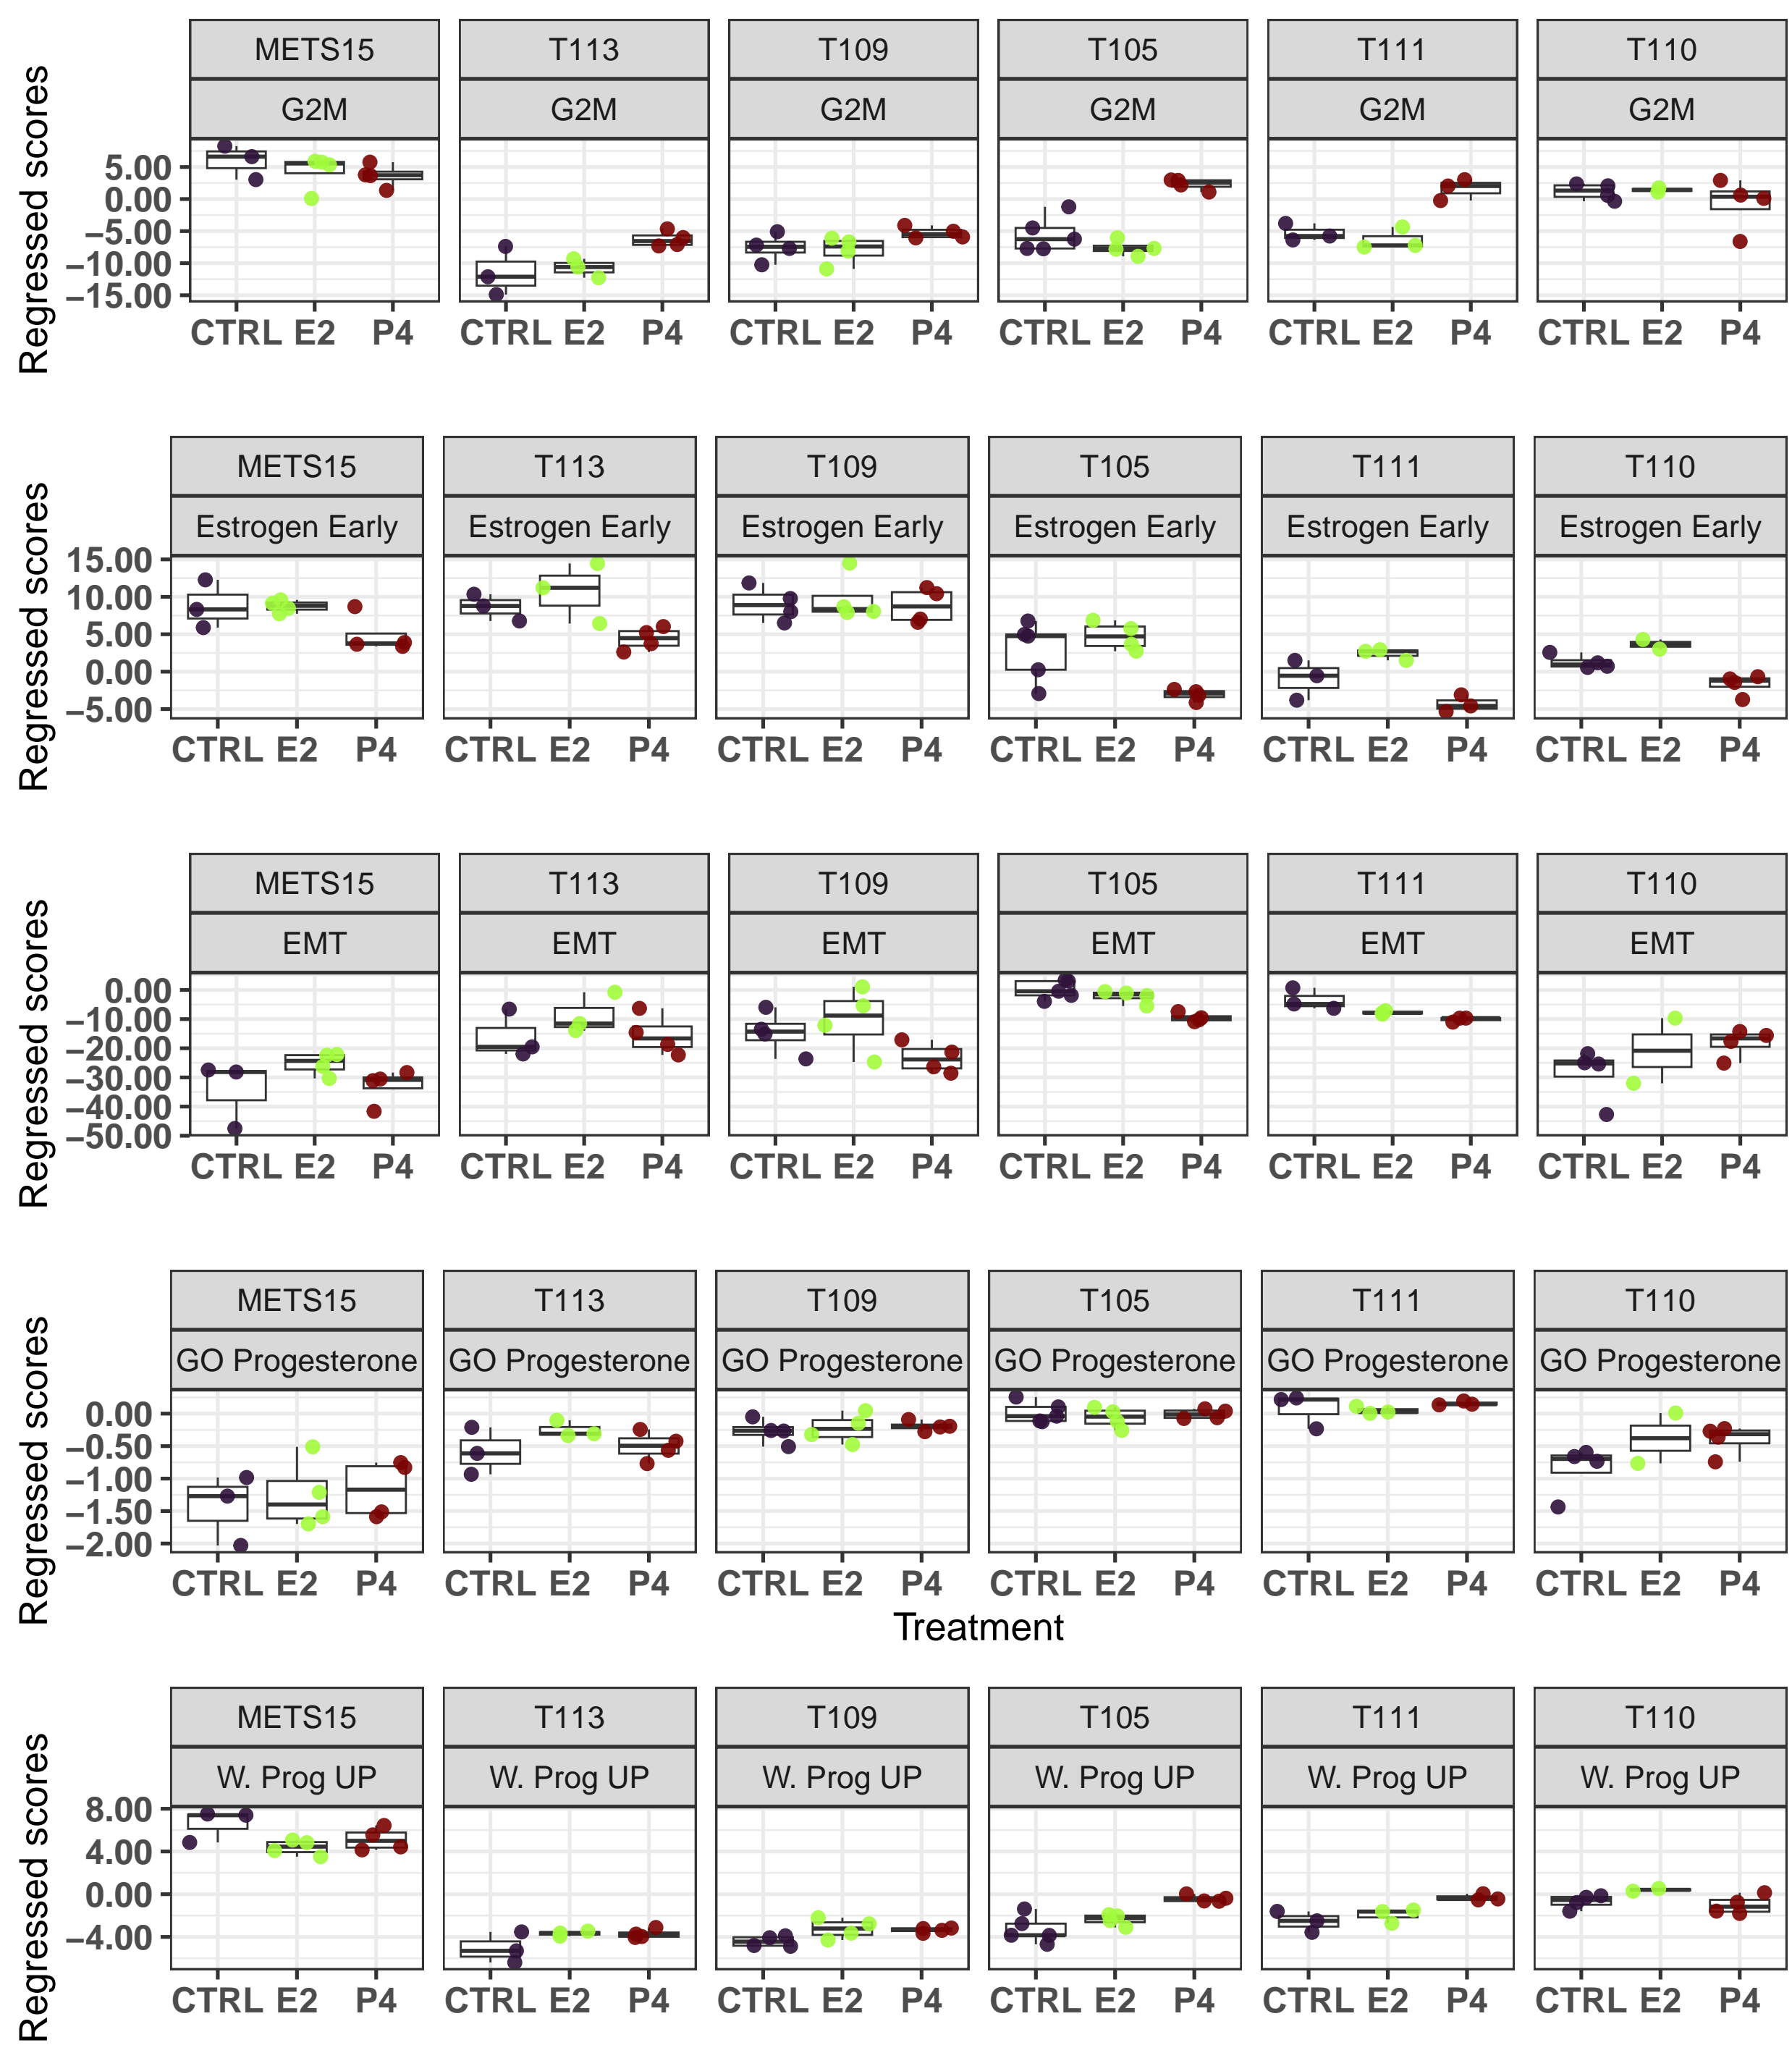 METS15 T113 T109 T105 T111 T110
G2M G2M G2M G2M G2M G2M
Regressed scores
5.00
0.00
−5.00
−10.00
−15.00
CTRL E2 P4 CTRL E2 P4 CTRL E2 P4 CTRL E2 P4 CTRL E2 P4 CTRL E2 P4
METS15 T113 T109 T105 T111 T110
Estrogen Early Estrogen Early Estrogen Early Estrogen Early Estrogen Early Estrogen Early
Regressed scores
15.00
10.00
5.00
0.00
−5.00
CTRL E2 P4 CTRL E2 P4 CTRL E2 P4 CTRL E2 P4 CTRL E2 P4 CTRL E2 P4
METS15 T113 T109 T105 T111 T110
EMT EMT EMT EMT EMT EMT
Regressed scores
0.00
−10.00
−20.00
−30.00
−40.00
−50.00
CTRL E2 P4 CTRL E2 P4 CTRL E2 P4 CTRL E2 P4 CTRL E2 P4 CTRL E2 P4
METS15 T113 T109 T105 T111 T110
GO Progesterone GO Progesterone GO Progesterone GO Progesterone GO Progesterone GO Progesterone
Regressed scores
0.00
−0.50
−1.00
−1.50
−2.00
CTRL E2 P4 CTRL E2 P4 CTRL E2 P4 CTRL E2 P4 CTRL E2 P4 CTRL E2 P4
Treatment
METS15 T113 T109 T105 T111 T110
W. Prog UP W. Prog UP W. Prog UP W. Prog UP W. Prog UP W. Prog UP
Regressed scores
8.00
4.00
0.00
−4.00
CTRL E2 P4 CTRL E2 P4 CTRL E2 P4 CTRL E2 P4 CTRL E2 P4 CTRL E2 P4